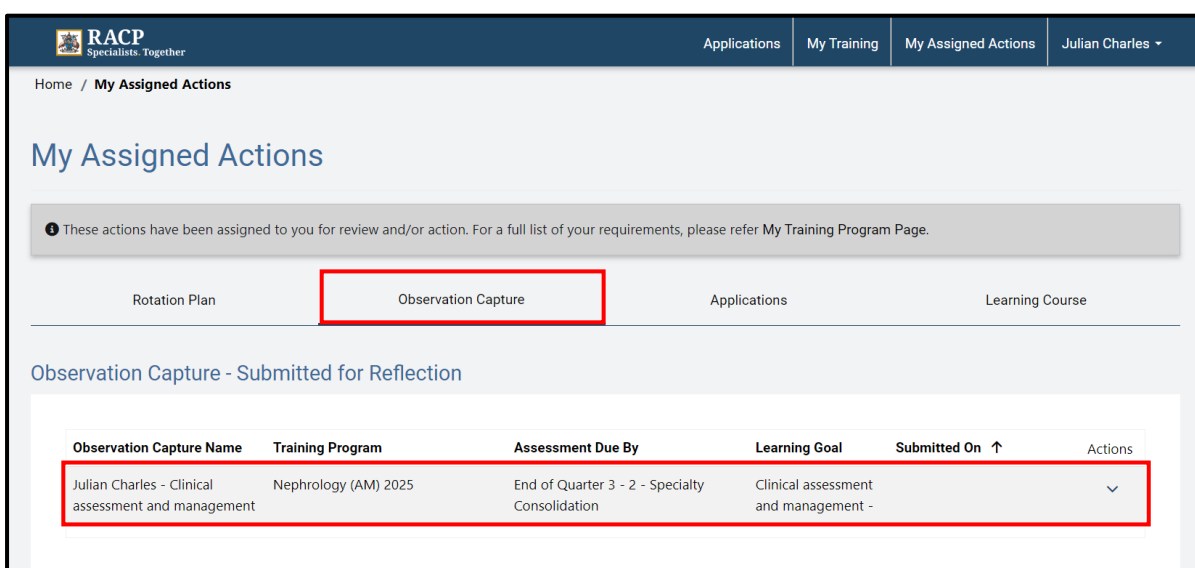 RACP
Specialists. Together
Applications
My Training
My Assigned Actions
Julian Charles
Home / My Assigned Actions
My Assigned Actions
These actions have been assigned to you for review and/or action. For a full list of your requirements, please refer My Training Program Page.
Rotation Plan
Observation Capture
Applications
Learning Course
Observation Capture - Submitted for Reflection
Observation Capture Name
Training Program
Assessment Due By
Learning Goal
Submitted On ↑
Actions
Julian Charles - Clinical
assessment and management
Nephrology (AM) 2025
End of Quarter 3 - 2 - Specialty
Consolidation
Clinical assessment
and management -